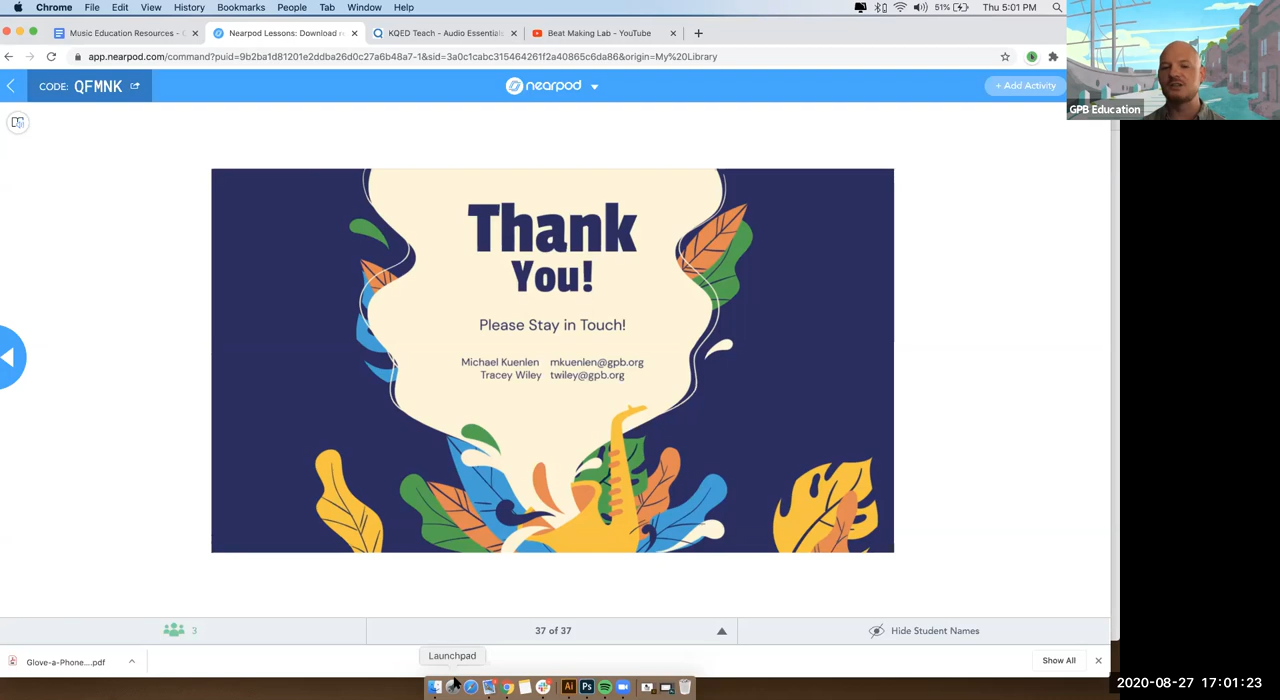 Chrome File Edit View History Bookmarks People Tab Window Help
51% Thu 5:01 PM
Music Education Resources -
Nearpod Lessons: Download r
KQED Teach - Audio Essentials
Beat Making Lab - YouTube
app.nearpod.com/command?puid=9b2ba1d81201e2ddba26d0c27a6b48a7-1&sid=3a0c1cabc315464261f2a40865c6da86&origin=My%20Library
CODE: QFMNK
nearpod
+ Add Activity
GPB Education
Thank
You!
Please Stay in Touch!
Michael Kuenlen mkuenlen@gpb.org
Tracey Wiley twiley@gpb.org
3
37 of 37
Hide Student Names
Launchpad
Glove-a-Phone....pdf
Show All
Ai Ps
2020-08-27 17:01:23